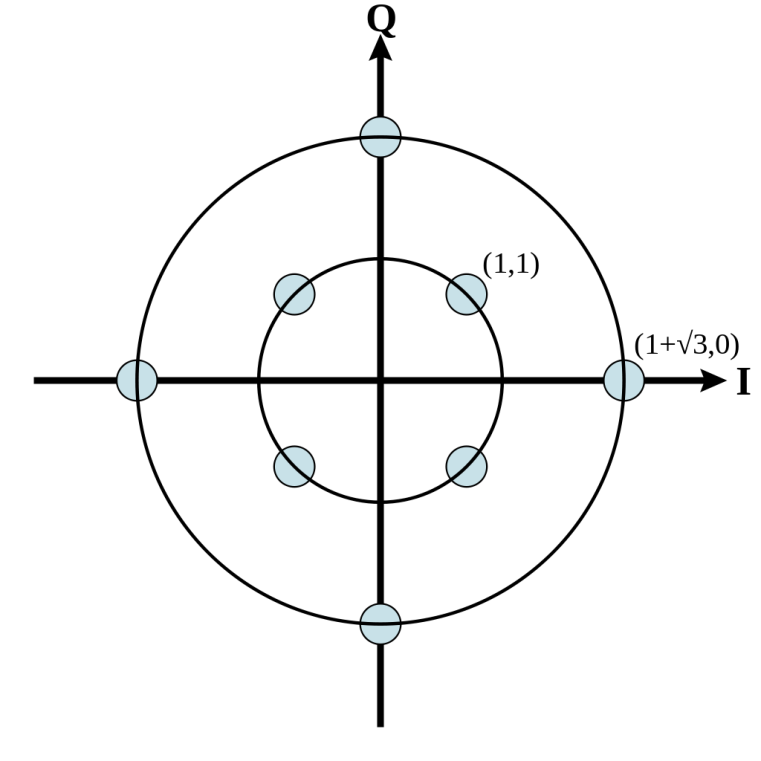 Q
(1,1)
(1+√3,0)
I